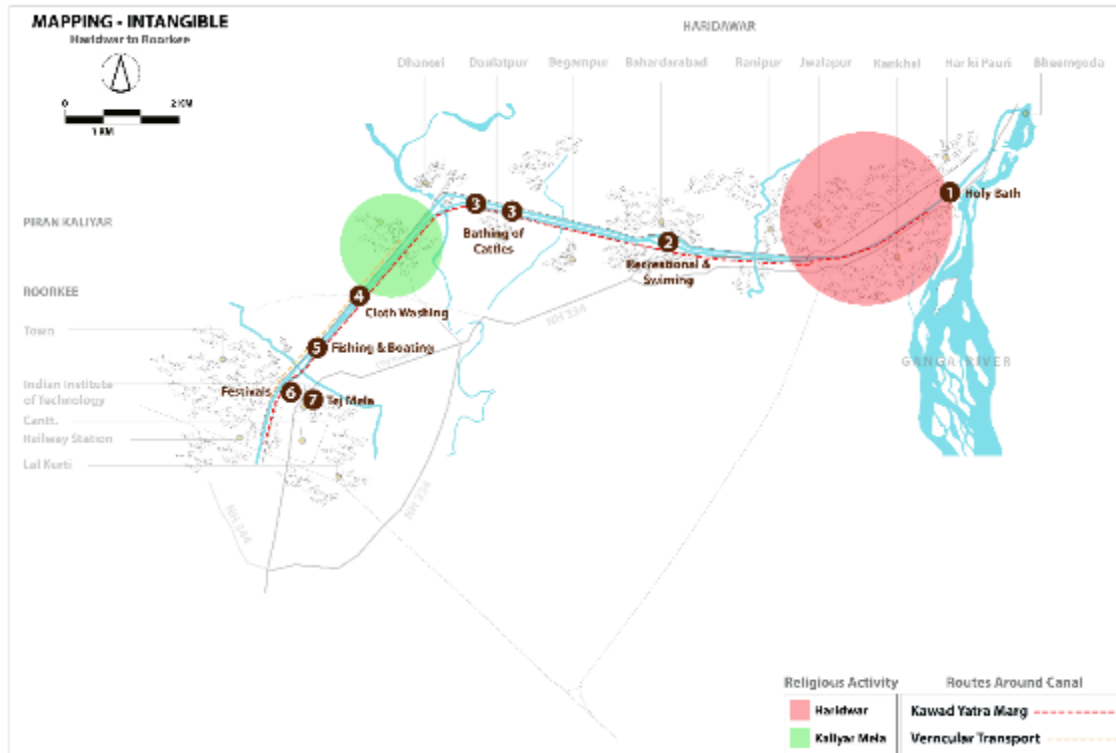 MAPPING - INTANGIBLE
Haridwar to Roorkee
0 2 KM
1 KM
HARIDAWAR
Dhanori Daulatpur Begampur Bahardarabad Ranipur Jwalapur Kankhal Har ki Pauri Bheemgoda
PIRAN KALIYAR
ROORKEE
Town
Indian Institute
of Technology
Cantt.
Railway Station
Lal Kurti
1 Holy Bath
3 3
Bathing of
Cattles
2
Recreational &
Swiming
4
Cloth Washing
5 Fishing & Boating
Festivals 6 7 Tej Mela
NH 334
NH 344
NH 334
GANGA RIVER
Religious Activity
Haridwar
Kaliyar Mela
Routes Around Canal
Kawad Yatra Marg
Verncular Transport